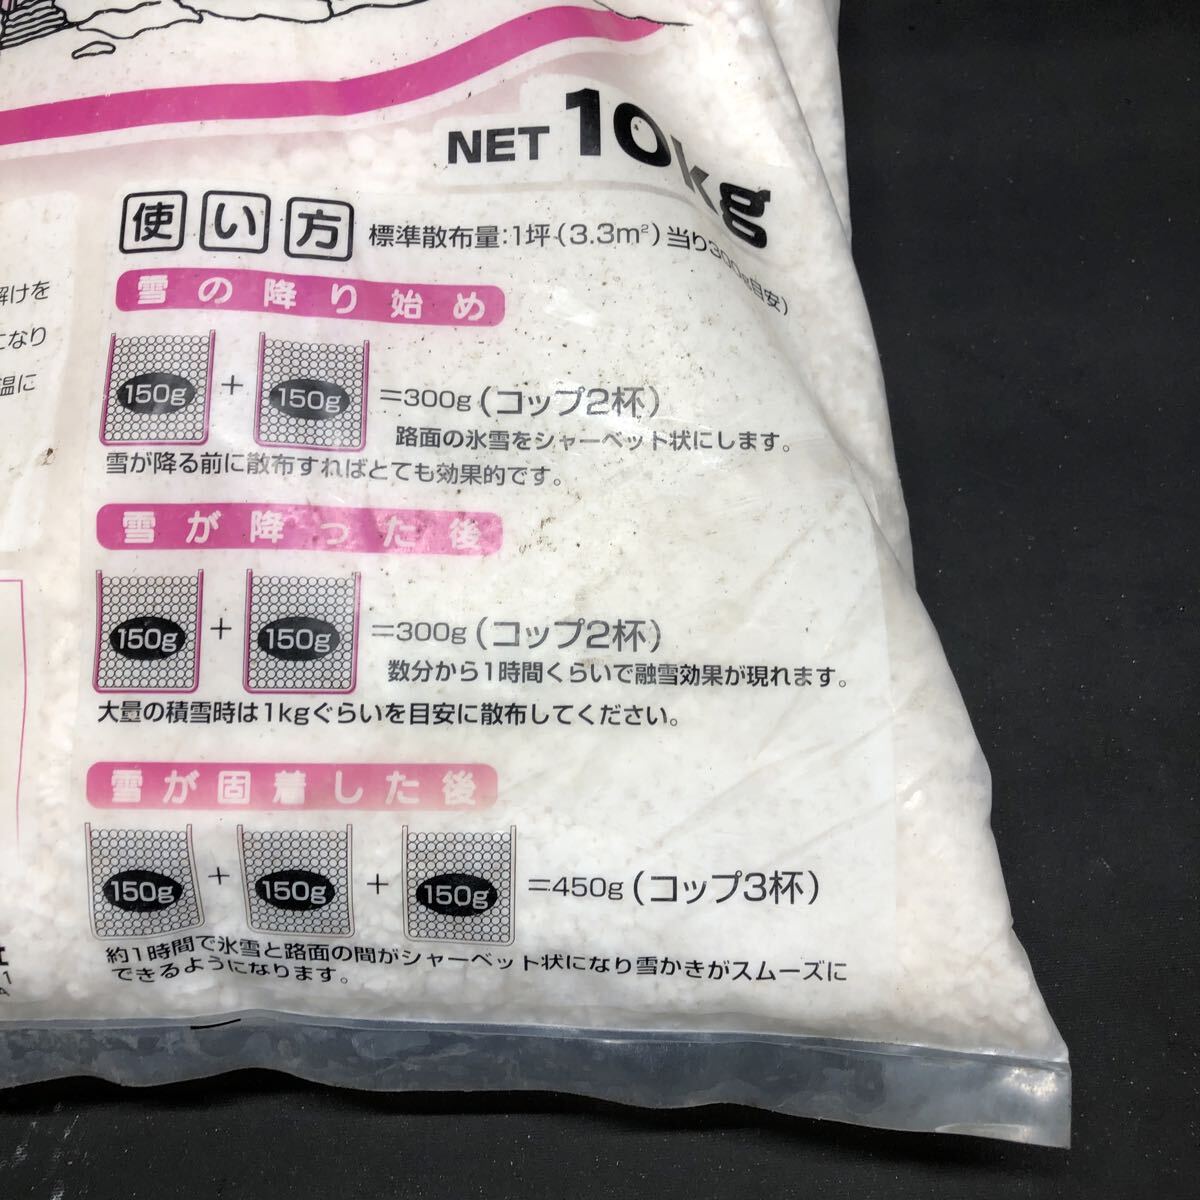 NET 10kg
使い方 標準散布量:1坪(3.3m²)当り300g目安)
雪の降り始め
150g + 150g =300g(コップ2杯)
路面の氷雪をシャーベット状にします。
雪が降る前に散布すればとても効果的です。
雪が降った後
150g + 150g =300g(コップ2杯)
数分から1時間くらいで融雪効果が現れます。
大量の積雪時は1kgぐらいを目安に散布してください。
雪が固着した後
150g + 150g + 150g =450g(コップ3杯)
約1時間で氷雪と路面の間がシャーベット状になり雪かきがスムーズに
できるようになります。
解けを
になり
温に
社
1